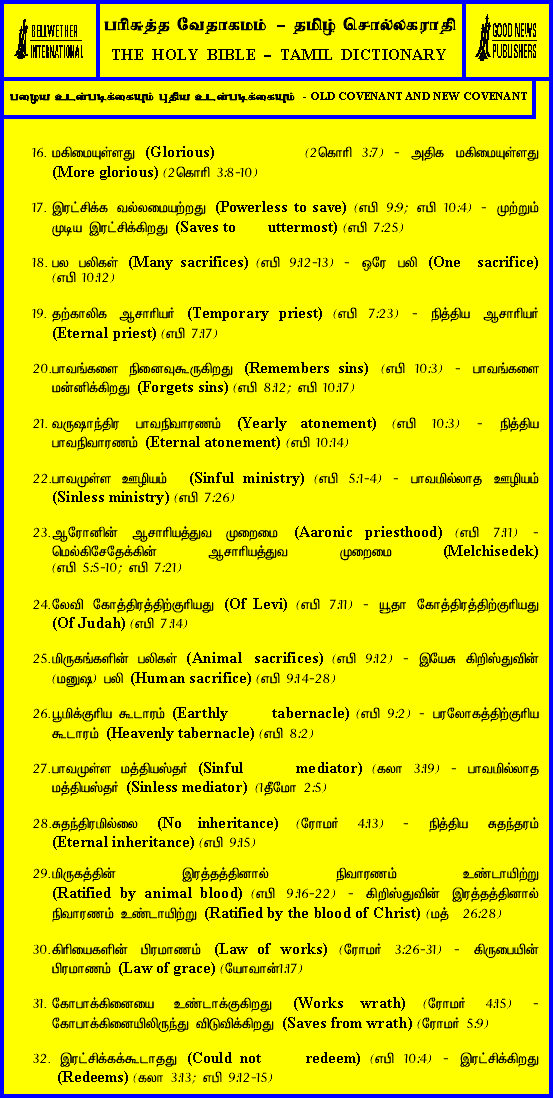 BELLWETHER
INTERNATIONAL
பரிசுத்த வேதாகமம் – தமிழ் சொல்லகராதி
THE HOLY BIBLE – TAMIL DICTIONARY
GOOD NEWS
PUBLISHERS
பழைய உடன்படிக்கையும் புதிய உடன்படிக்கையும் - OLD COVENANT AND NEW COVENANT
16. மகிமையுள்ளது (Glorious) (2கொரி 3:7) - அதிக மகிமையுள்ளது
(More glorious) (2கொரி 3:8-10)
17. இரட்சிக்க வல்லமையற்றது (Powerless to save) (எபி 9:9; எபி 10:4) - முற்றும்
முடிய இரட்சிக்கிறது (Saves to uttermost) (எபி 7:25)
18. பல பலிகள் (Many sacrifices) (எபி 9:12-13) - ஒரே பலி (One sacrifice)
(எபி 10:12)
19. தற்காலிக ஆசாரியர் (Temporary priest) (எபி 7:23) - நித்திய ஆசாரியர்
(Eternal priest) (எபி 7:17)
20.பாவங்களை நினைவுகூருகிறது (Remembers sins) (எபி 10:3) - பாவங்களை
மன்னிக்கிறது (Forgets sins) (எபி 8:12; எபி 10:17)
21. வருஷாந்திர பாவநிவாரணம் (Yearly atonement) (எபி 10:3) - நித்திய
பாவநிவாரணம் (Eternal atonement) (எபி 10:14)
22.பாவமுள்ள ஊழியம் (Sinful ministry) (எபி 5:1-4) - பாவமில்லாத ஊழியம்
(Sinless ministry) (எபி 7:26)
23.ஆரோனின் ஆசாரியத்துவ முறைமை (Aaronic priesthood) (எபி 7:11) -
மெல்கிசேதேக்கின் ஆசாரியத்துவ முறைமை (Melchisedek)
(எபி 5:5-10; எபி 7:21)
24.லேவி கோத்திரத்திற்குரியது (Of Levi) (எபி 7:11) - யூதா கோத்திரத்திற்குரியது
(Of Judah) (எபி 7:14)
25.மிருகங்களின் பலிகள் (Animal sacrifices) (எபி 9:12) - இயேசு கிறிஸ்துவின்
(மனுஷ) பலி (Human sacrifice) (எபி 9:14-28)
26.பூமிக்குரிய கூடாரம் (Earthly tabernacle) (எபி 9:2) - பரலோகத்திற்குரிய
கூடாரம் (Heavenly tabernacle) (எபி 8:2)
27.பாவமுள்ள மத்தியஸ்தர் (Sinful mediator) (கலா 3:19) - பாவமில்லாத
மத்தியஸ்தர் (Sinless mediator) (1தீமோ 2:5)
28.சுதந்திரமில்லை (No inheritance) (ரோமர் 4:13) - நித்திய சுதந்தரம்
(Eternal inheritance) (எபி 9:15)
29.மிருகத்தின் இரத்தத்தினால் நிவாரணம் உண்டாயிற்று
(Ratified by animal blood) (எபி 9:16-22) - கிறிஸ்துவின் இரத்தத்தினால்
நிவாரணம் உண்டாயிற்று (Ratified by the blood of Christ) (மத் 26:28)
30.கிரியைகளின் பிரமாணம் (Law of works) (ரோமர் 3:26-31) - கிருபையின்
பிரமாணம் (Law of grace) (யோவான்1:17)
31. கோபாக்கினையை உண்டாக்குகிறது (Works wrath) (ரோமர் 4:15) -
கோபாக்கினையிலிருந்து விடுவிக்கிறது (Saves from wrath) (ரோமர் 5:9)
32. இரட்சிக்கக்கூடாதது (Could not redeem) (எபி 10:4) - இரட்சிக்கிறது
(Redeems) (கலா 3:13; எபி 9:12-15)